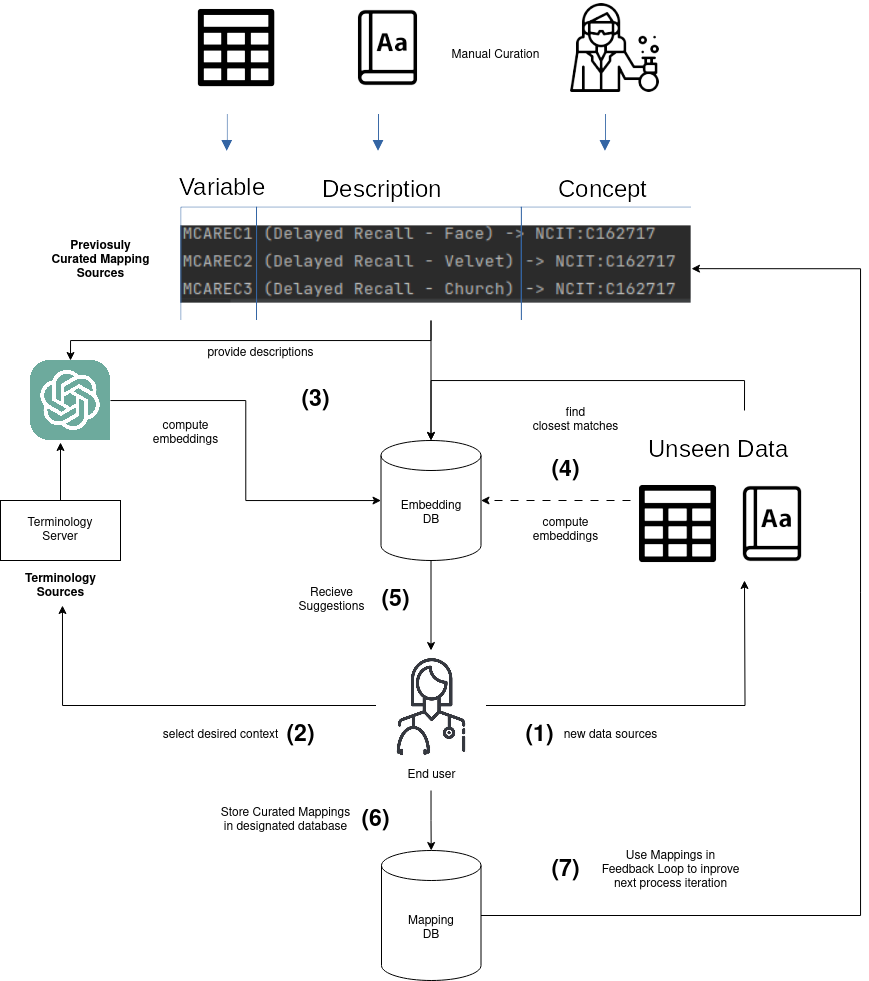 Aa
Manual Curation
Variable
Description
Concept
Previosuly
Curated Mapping
Sources
MCAREC1 (Delayed Recall - Face) -> NCIT:C162717
MCAREC2 (Delayed Recall - Velvet) -> NCIT:C162717
MCAREC3 (Delayed Recall - Church) -> NCIT:C162717
provide descriptions
(3)
compute
embeddings
find
closest matches
(4)
Unseen Data
Aa
compute
embeddings
Embedding
DB
Terminology
Server
Terminology
Sources
Recieve
Suggestions
(5)
select desired context
(2)
(1)
new data sources
End user
Store Curated Mappings
in designated database
(6)
(7)
Use Mappings in
Feedback Loop to inprove
next process iteration
Mapping
DB